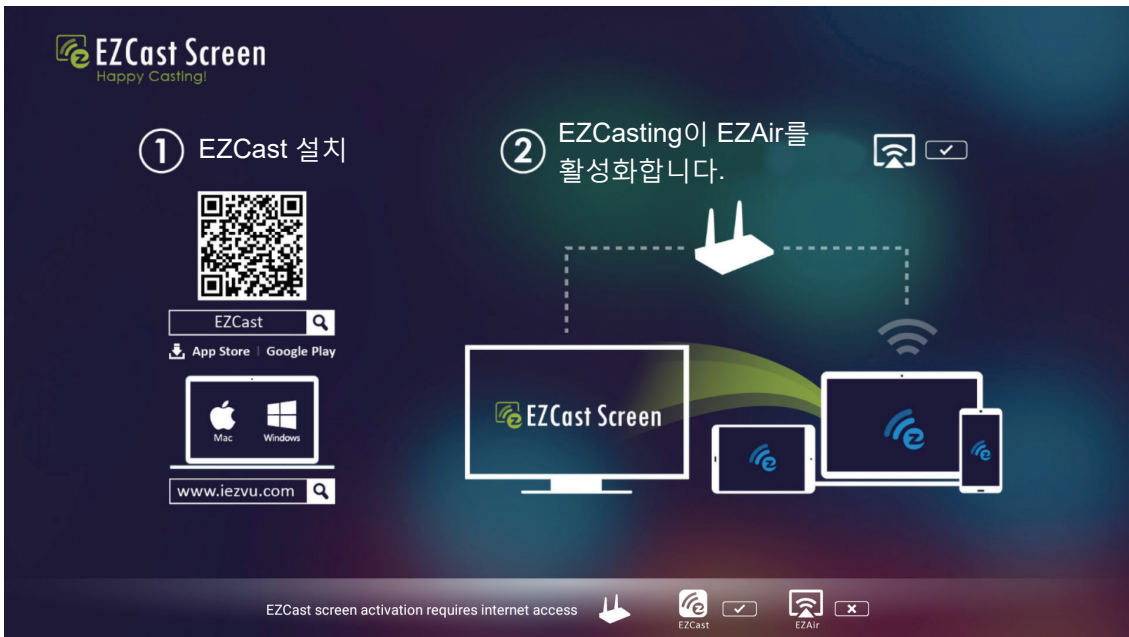 EZCast Screen
Happy Casting!
1 EZCast 설치
EZCast
App Store | Google Play
Mac Windows
www.iezvu.com
2 EZCasting이 EZAir를
활성화합니다.
EZCast Screen
EZCast screen activation requires internet access
EZCast EZAir